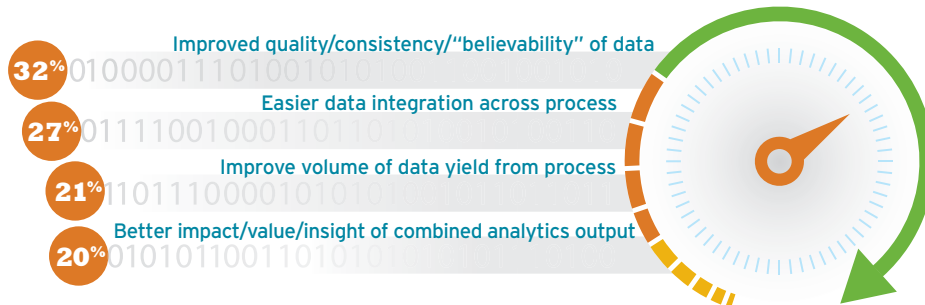 Improved quality/consistency/“believability” of data
32%
Easier data integration across process
27%
Improve volume of data yield from process
21%
Better impact/value/insight of combined analytics output
20%